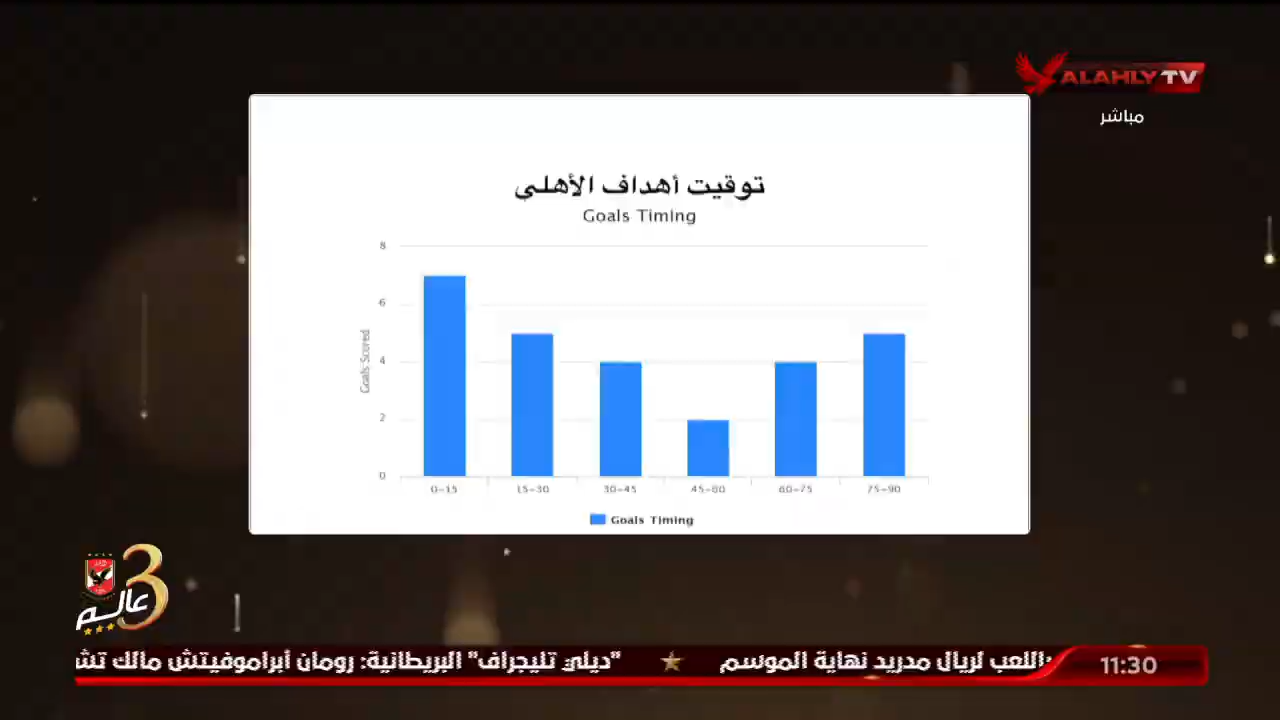 ALAHLY TV
مباشر
توقيت أهداف الأهلي
Goals Timing
8
6
4
2
0
Goals Scored
0-15
15-30
30-45
45-60
60-75
75-90
Goals Timing
3
عالم
باللعب لريال مدريد نهاية الموسم ★ "ديلي تليجراف" البريطانية: رومان أبراموفيتش مالك تش
11:30